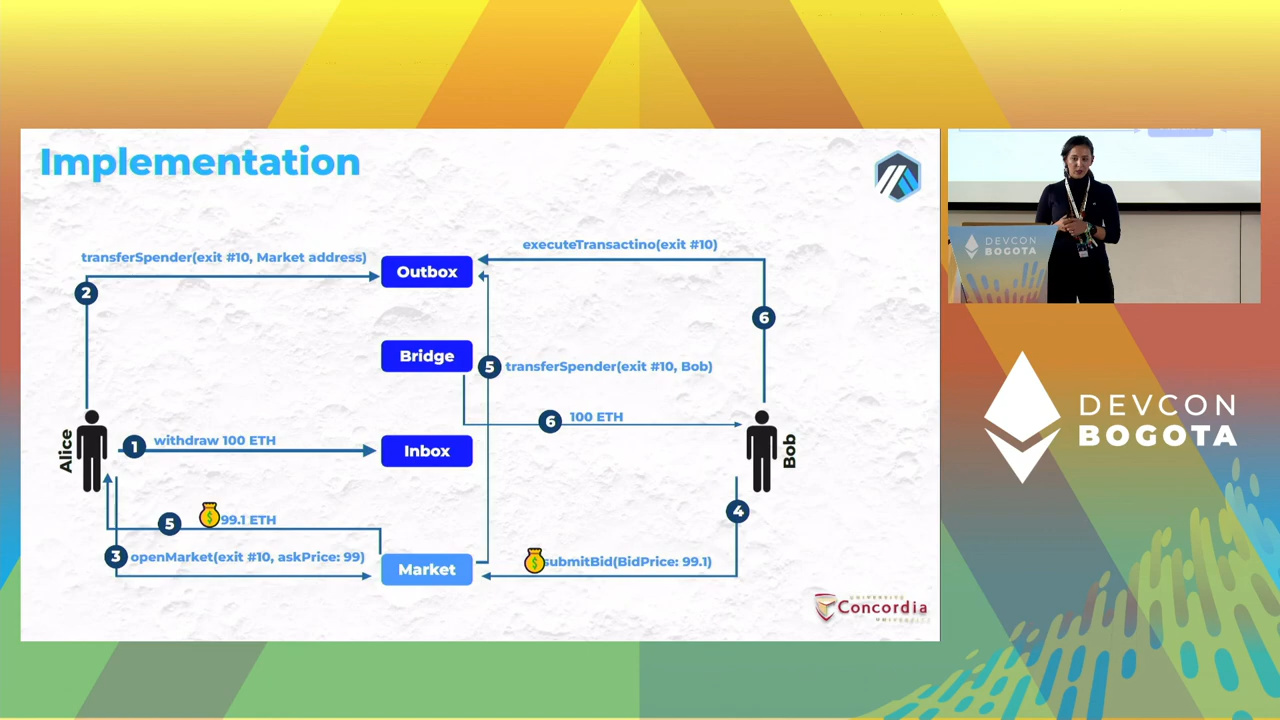 Implementation
executeTransactino(exit #10)
transferSpender(exit #10, Market address)
Outbox
2
6
Bridge
5
transferSpender(exit #10, Bob)
6
100 ETH
Alice
1
withdraw 100 ETH
Inbox
Bob
5
99.1 ETH
4
3
openMarket(exit #10, askPrice: 99)
Market
submitBid(BidPrice: 99.1)
UNIVERSITÉ
Concordia
UNIVERSITY
DEVCON
BOGOTA
DEVCON
BOGOTA